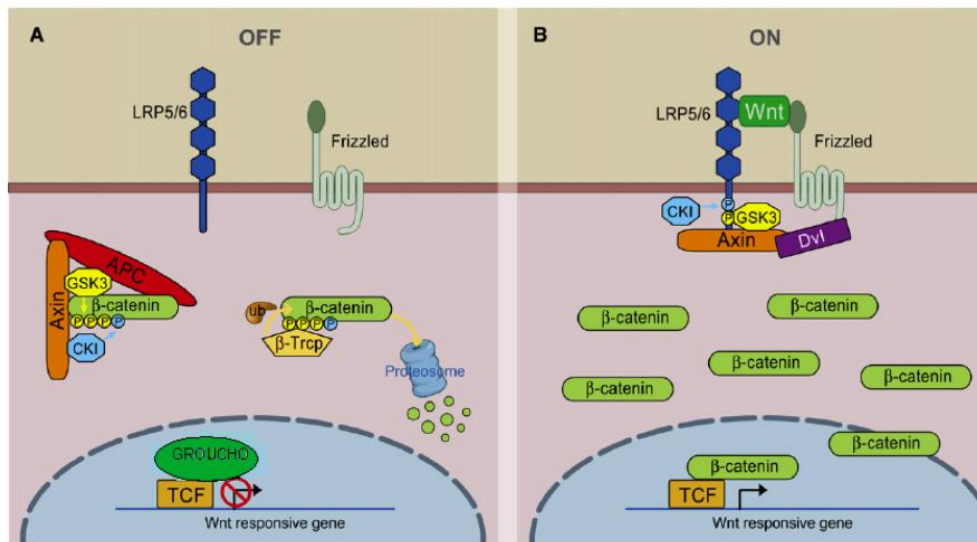 A
OFF
LRP5/6
Frizzled
APC
Axin
GSK3
β-catenin
P P P P
CKI
ub
β-catenin
P P P P
β-Trcp
Proteosome
GROUCHO
TCF
Wnt responsive gene
B
ON
LRP5/6
Wnt
Frizzled
CKI
P
P
GSK3
Axin
Dvl
β-catenin
β-catenin
β-catenin
β-catenin
β-catenin
β-catenin
β-catenin
TCF
Wnt responsive gene